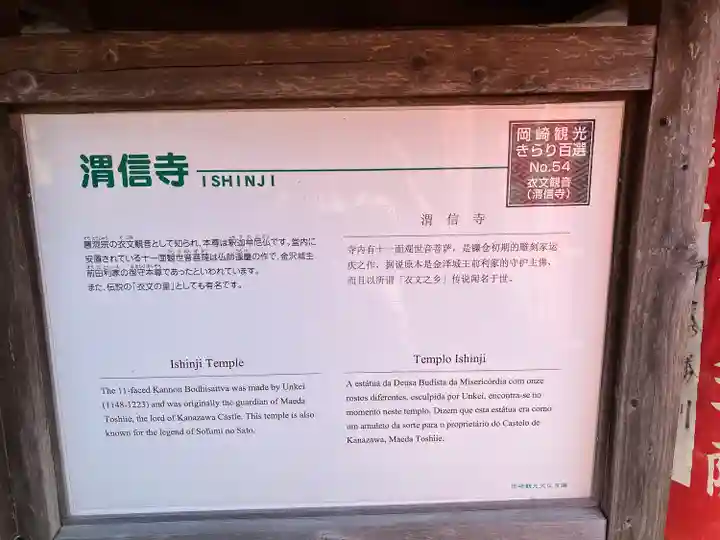 渭信寺 ISHINJI
岡崎観光
きらり百選
No.54
衣文観音
(渭信寺)
曹洞宗の衣文観音として知られ、本尊は釈迦牟尼仏です。堂内に
安置されている十一面観世音菩薩は仏師運慶の作で、金沢城主
前田利家の御守本尊であったといわれています。
また、伝説の「衣文の里」としても有名です。
渭信寺
寺内有十一面观世音菩萨，是镰仓初期的雕刻家运
庆之作。据说原本是金泽城王前利家的守护主佛，
而且以所谓「衣文之乡」传说闻名于世。
Ishinji Temple
The 11-faced Kannon Bodhisattva was made by Unkei
(1148-1223) and was originally the guardian of Maeda
Toshiie, the lord of Kanazawa Castle. This temple is also
known for the legend of Sofumi no Sato.
Templo Ishinji
A estátua da Deusa Budista da Misericórdia com onze
rostos diferentes, esculpida por Unkei, encontra-se no
momento neste templo. Dizem que esta estátua era como
um amuleto da sorte para o proprietário do Castelo de
Kanazawa, Maeda Toshiie.